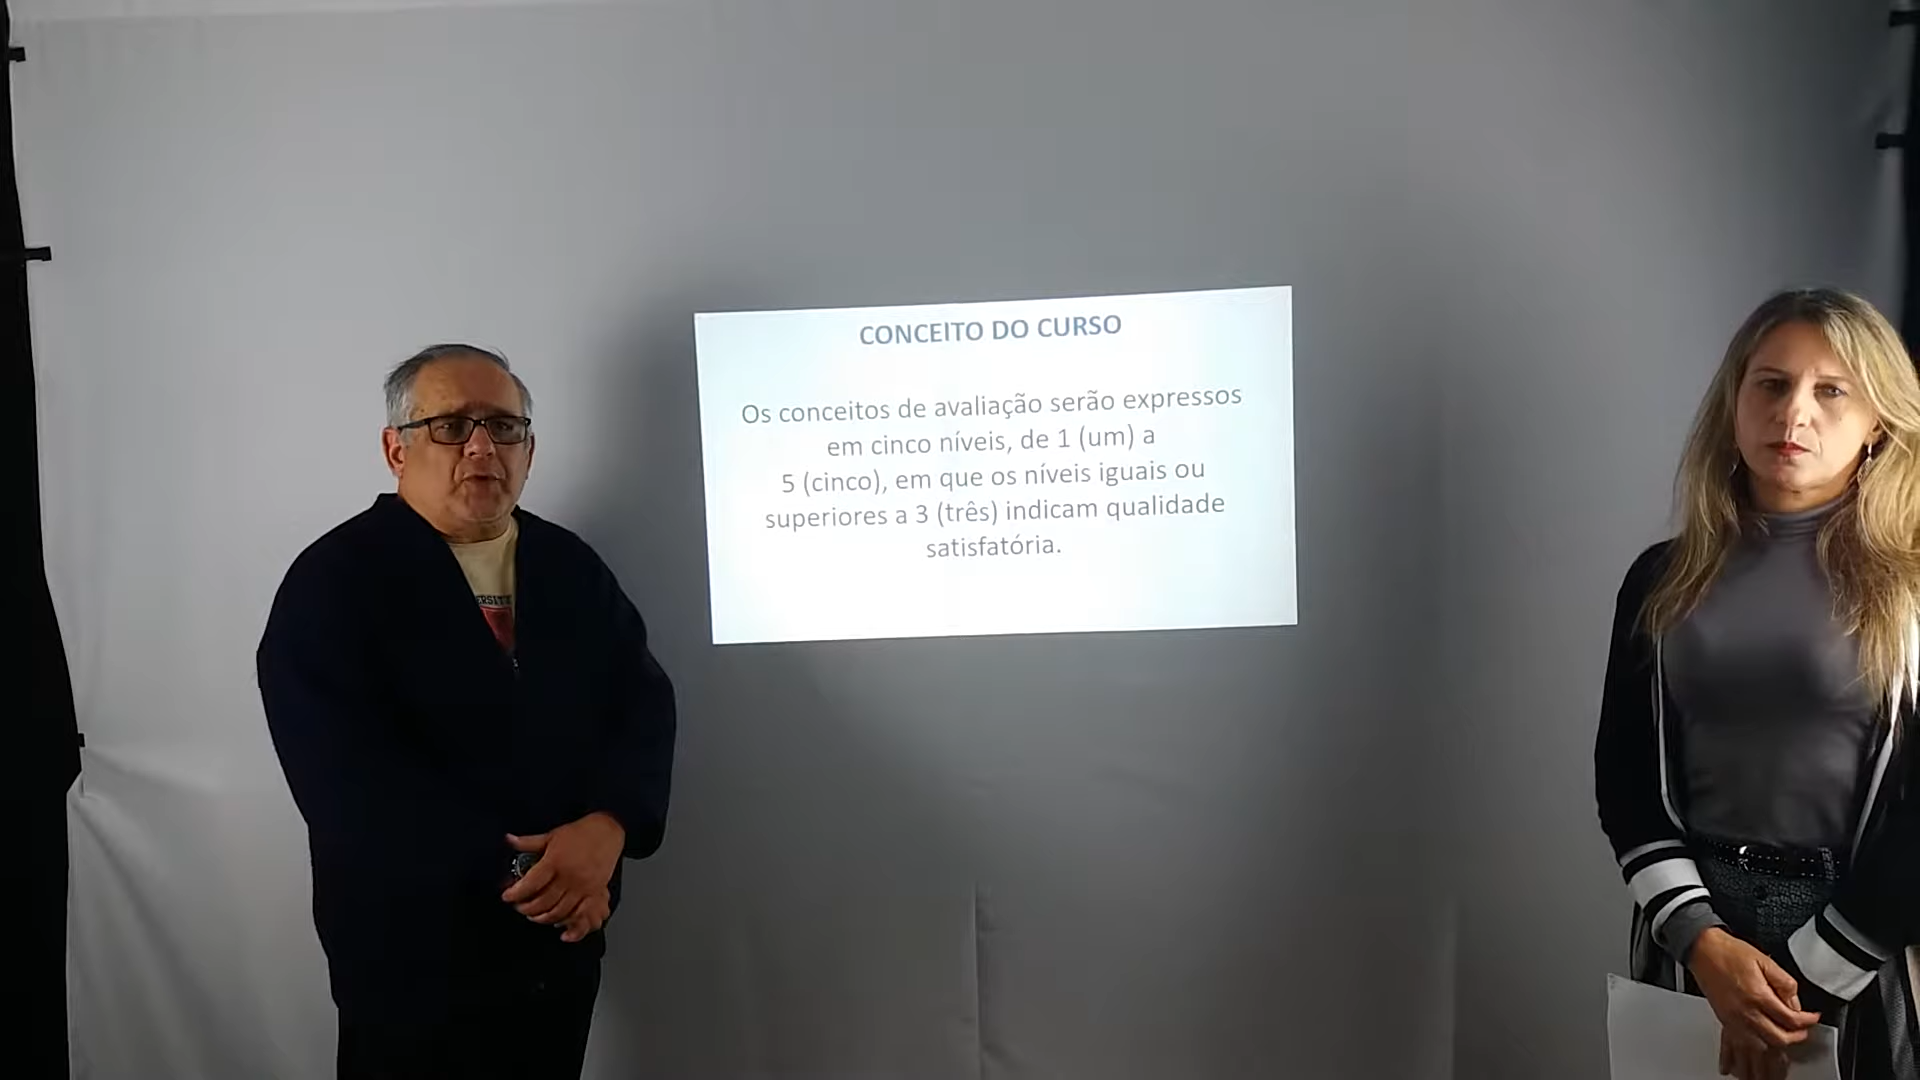 CONCEITO DO CURSO
Os conceitos de avaliação serão expressos
em cinco níveis, de 1 (um) a
5 (cinco), em que os níveis iguais ou
superiores a 3 (três) indicam qualidade
satisfatória.